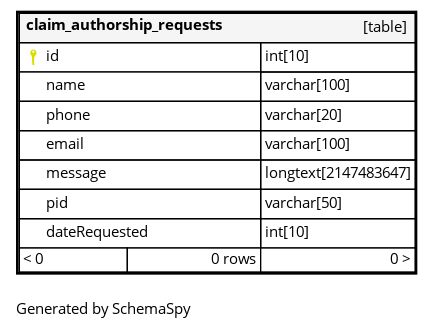 claim_authorship_requests [table]
id int[10]
name varchar[100]
phone varchar[20]
email varchar[100]
message longtext[2147483647]
pid varchar[50]
dateRequested int[10]
< 0 0 rows 0 >
Generated by SchemaSpy